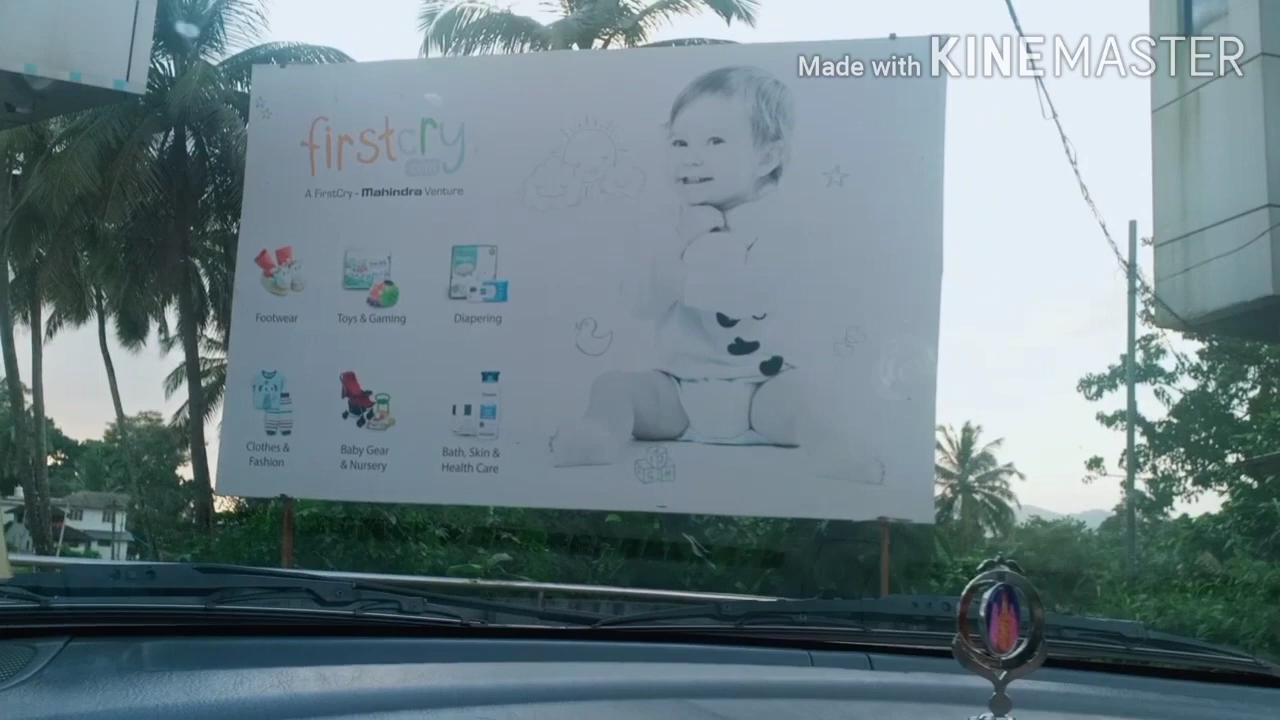 Made with KINEMASTER
firstcry
.com
A FirstCry - Mahindra Venture
Footwear
Toys & Gaming
Diapering
Clothes &
Fashion
Baby Gear
& Nursery
Bath, Skin &
Health Care